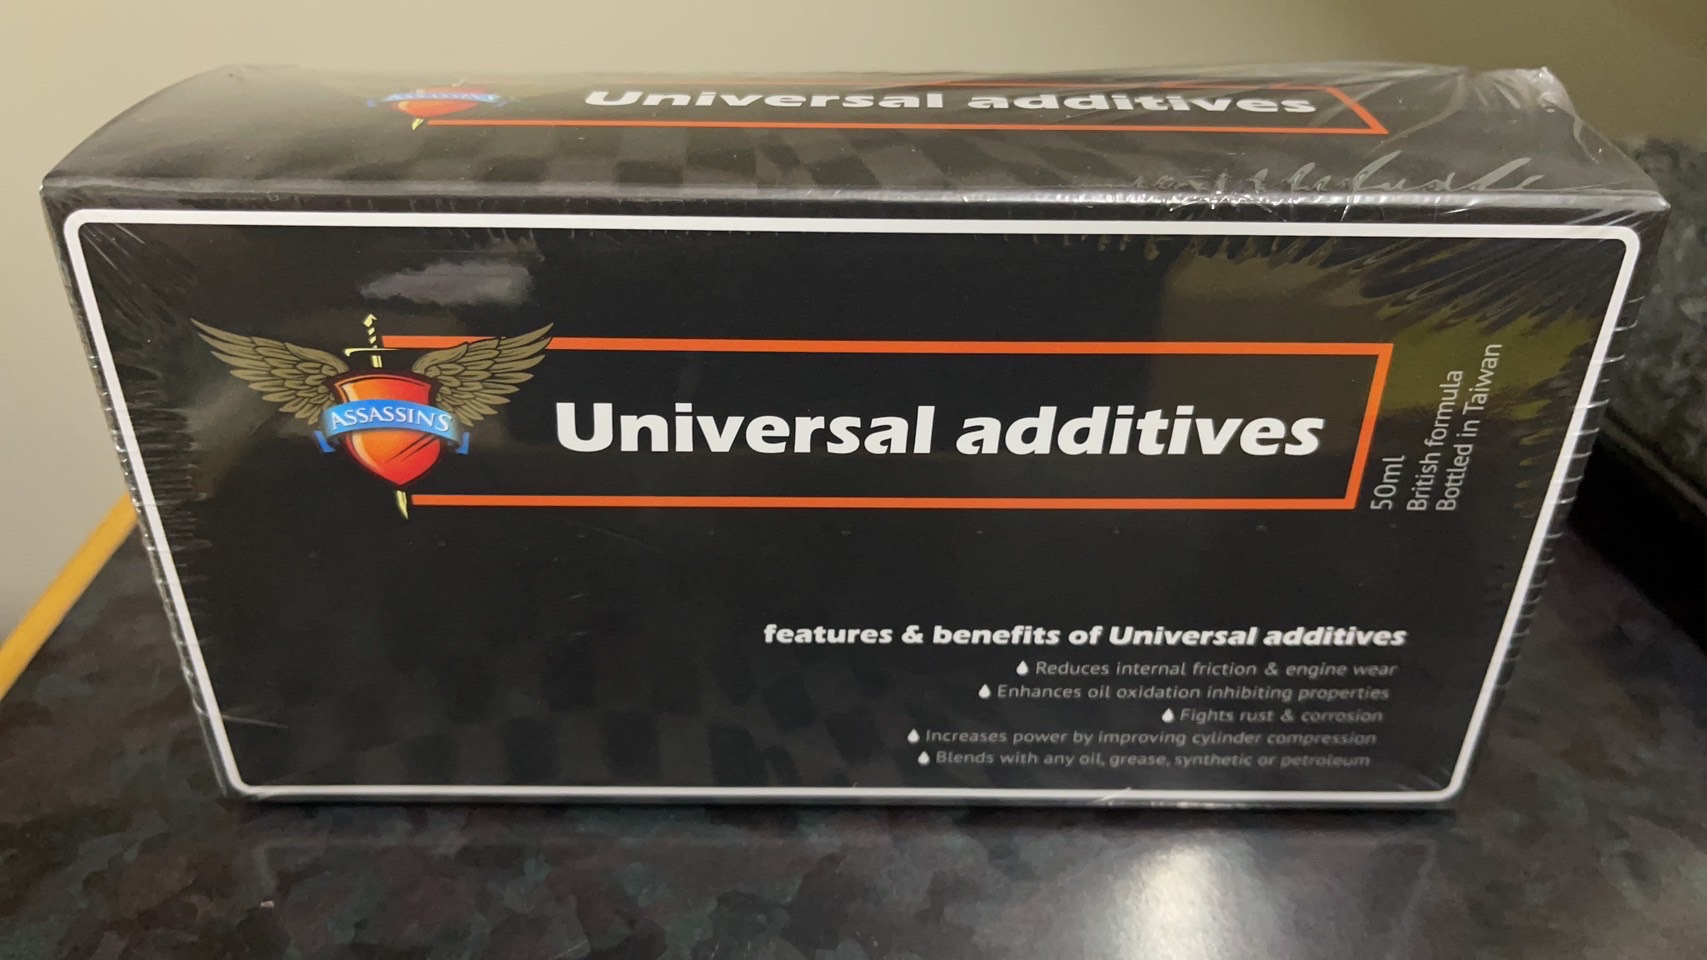 Universal additives
ASSASSINS
Universal additives
50ml
British formula
Bottled in Taiwan
features & benefits of Universal additives
Reduces internal friction & engine wear
Enhances oil oxidation inhibiting properties
Fights rust & corrosion
Increases power by improving cylinder compression
Blends with any oil, grease, synthetic or petroleum